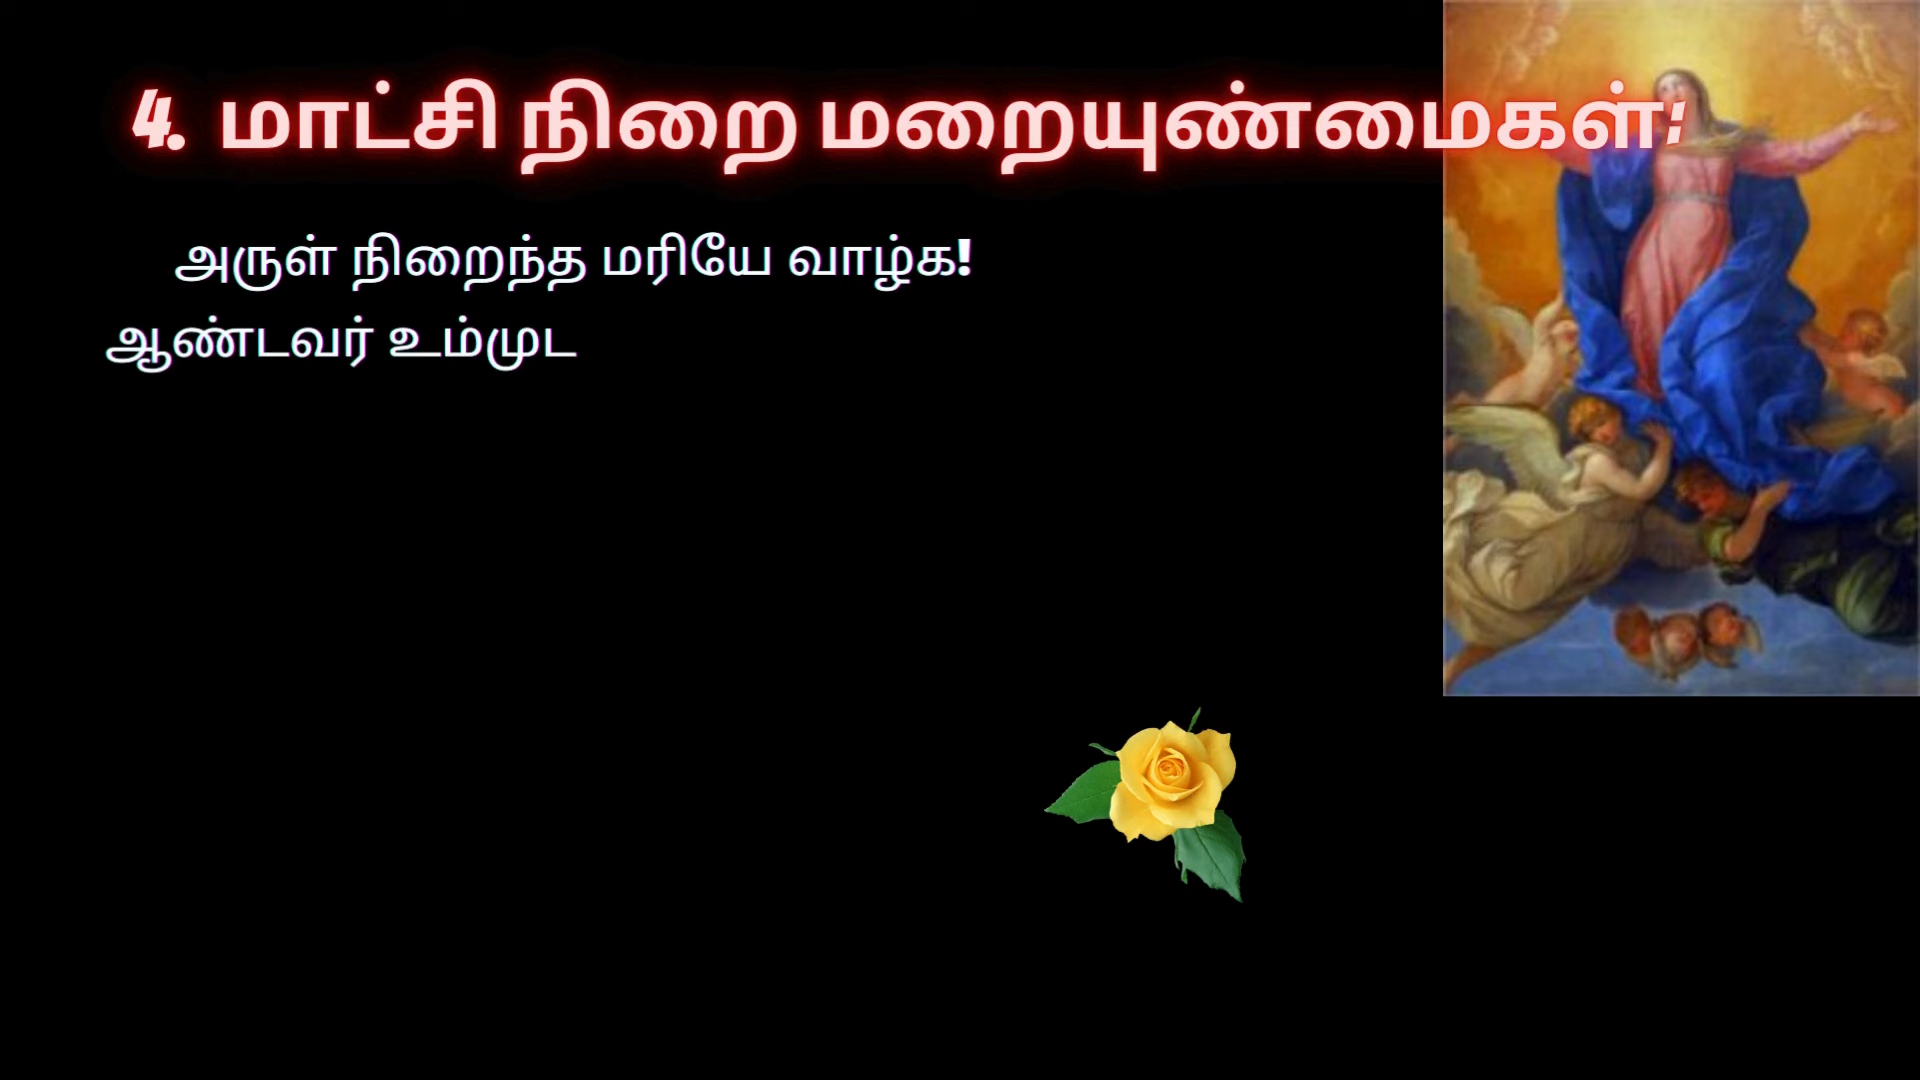 4. மாட்சி நிறை மறையுண்மைகள்:
அருள் நிறைந்த மரியே வாழ்க!
ஆண்டவர் உம்முட